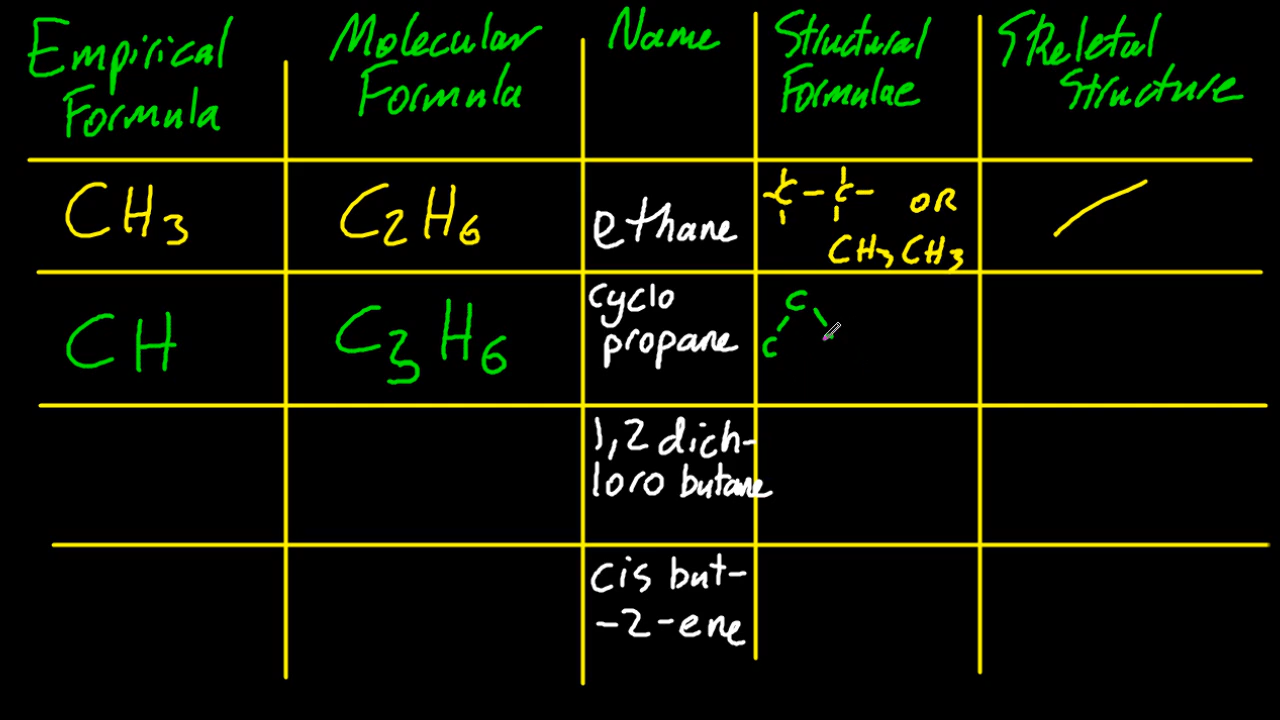 Empirical
Formula
Molecular
Formula
Name
Structural
Formulae
Skeletal
Structure
CH3
C2H6
ethane
-C-C- OR
CH3CH3
CH
C3H6
cyclo
propane
C
C
1,2 dich-
loro butane
cis but-
-2-ene